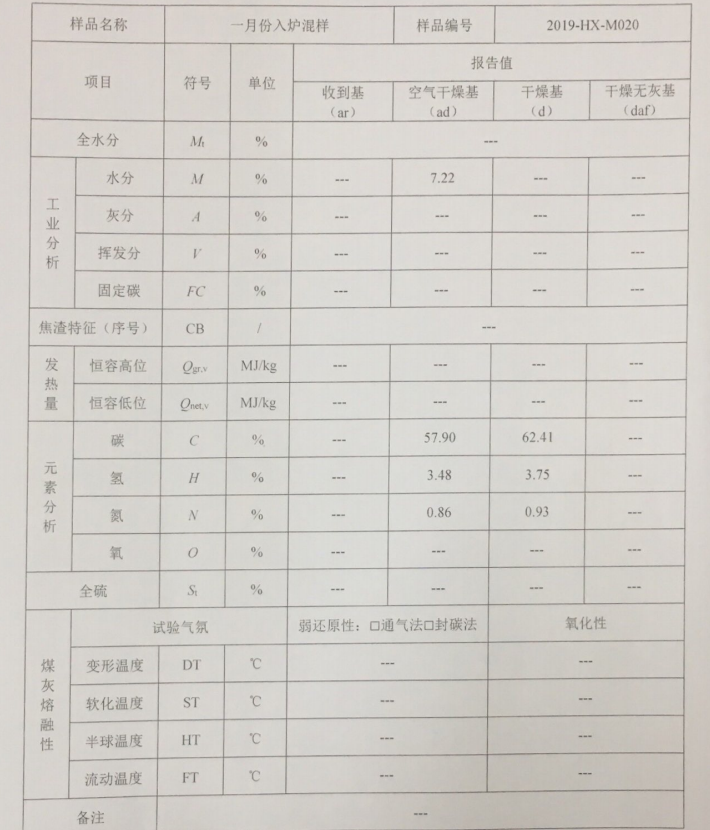 样品名称 一月份入炉混样 样品编号 2019-HX-M020
项目 符号 单位 报告值
收到基（ar） 空气干燥基（ad） 干燥基（d） 干燥无灰基（daf）
全水分 Mt % ---
工业分析
水分 M % --- 7.22 --- ---
灰分 A % --- --- --- ---
挥发分 V % --- --- --- ---
固定碳 FC % --- --- --- ---
焦渣特征（序号） CB / ---
发热量
恒容高位 Qgr,v MJ/kg --- --- --- ---
恒容低位 Qnet,v MJ/kg --- --- --- ---
元素分析
碳 C % --- 57.90 62.41 ---
氢 H % --- 3.48 3.75 ---
氮 N % --- 0.86 0.93 ---
氧 O % --- --- --- ---
全硫 St % --- --- --- ---
煤灰熔融性
试验气氛 弱还原性：□通气法□封碳法 氧化性
变形温度 DT ℃ --- ---
软化温度 ST ℃ --- ---
半球温度 HT ℃ --- ---
流动温度 FT ℃ --- ---
备注 ---